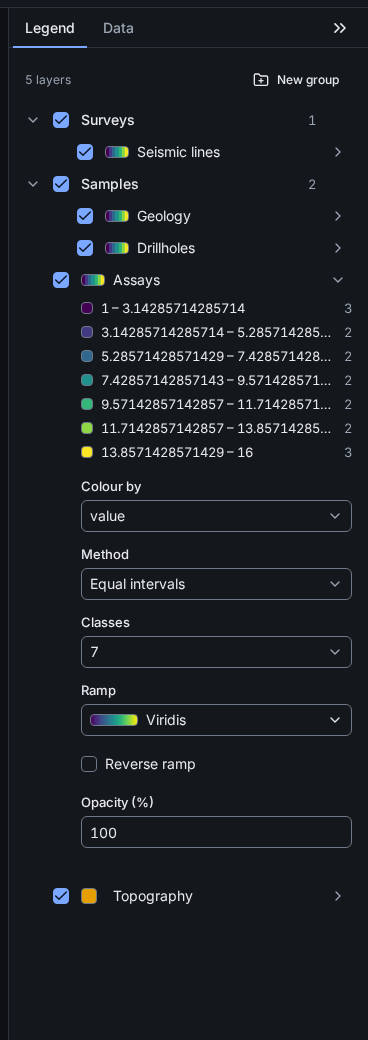 Legend Data
5 layers New group
Surveys 1
Seismic lines
Samples 2
Geology
Drillholes
Assays
1 – 3.14285714285714 3
3.14285714285714 – 5.285714285... 2
5.28571428571429 – 7.428571428... 2
7.42857142857143 – 9.571428571... 2
9.57142857142857 – 11.71428571... 2
11.7142857142857 – 13.85714285... 2
13.8571428571429 – 16 3
Colour by
value
Method
Equal intervals
Classes
7
Ramp
Viridis
Reverse ramp
Opacity (%)
100
Topography